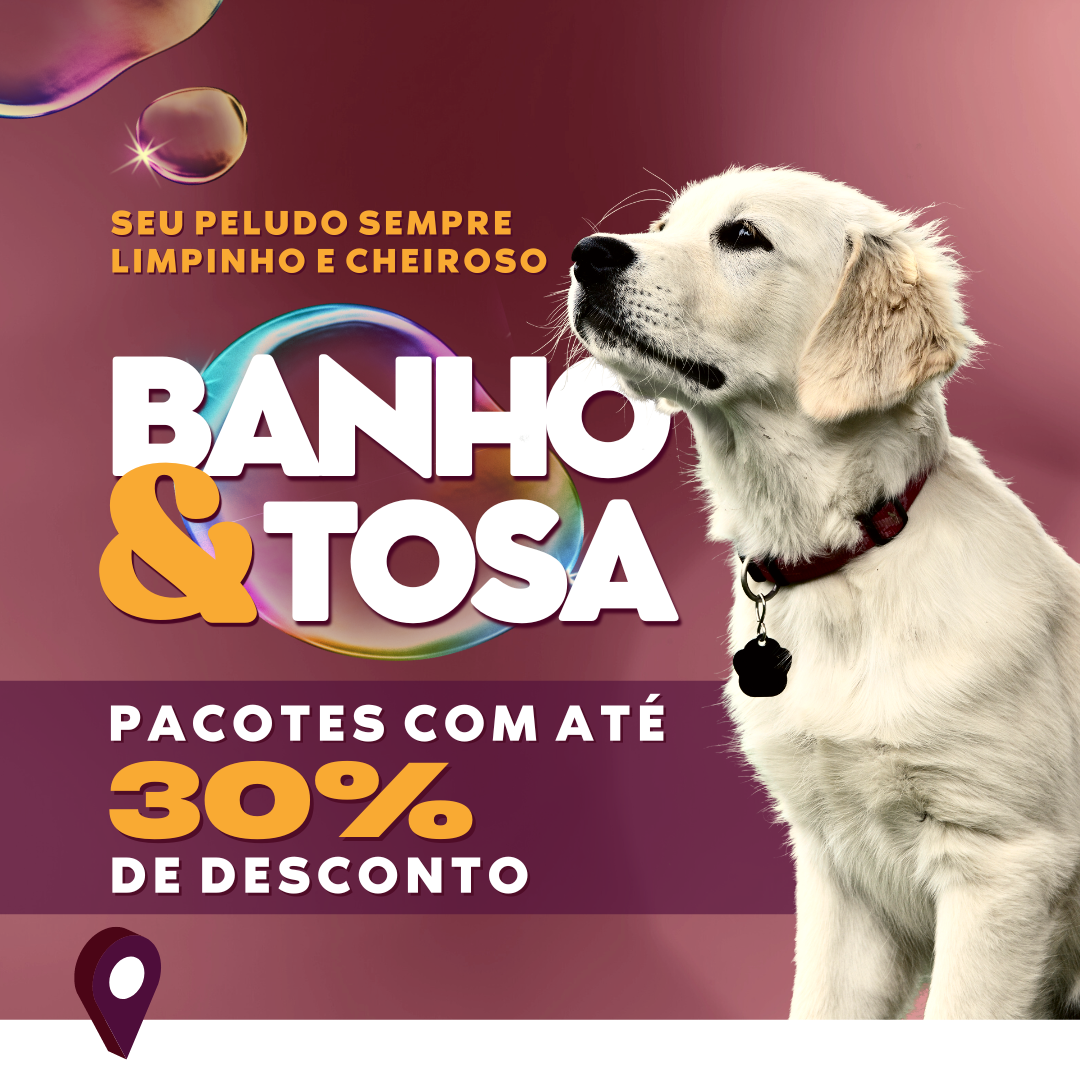 SEU PELUDO SEMPRE
LIMPINHO E CHEIROSO
BANHO
& TOSA
PACOTES COM ATÉ
30%
DE DESCONTO